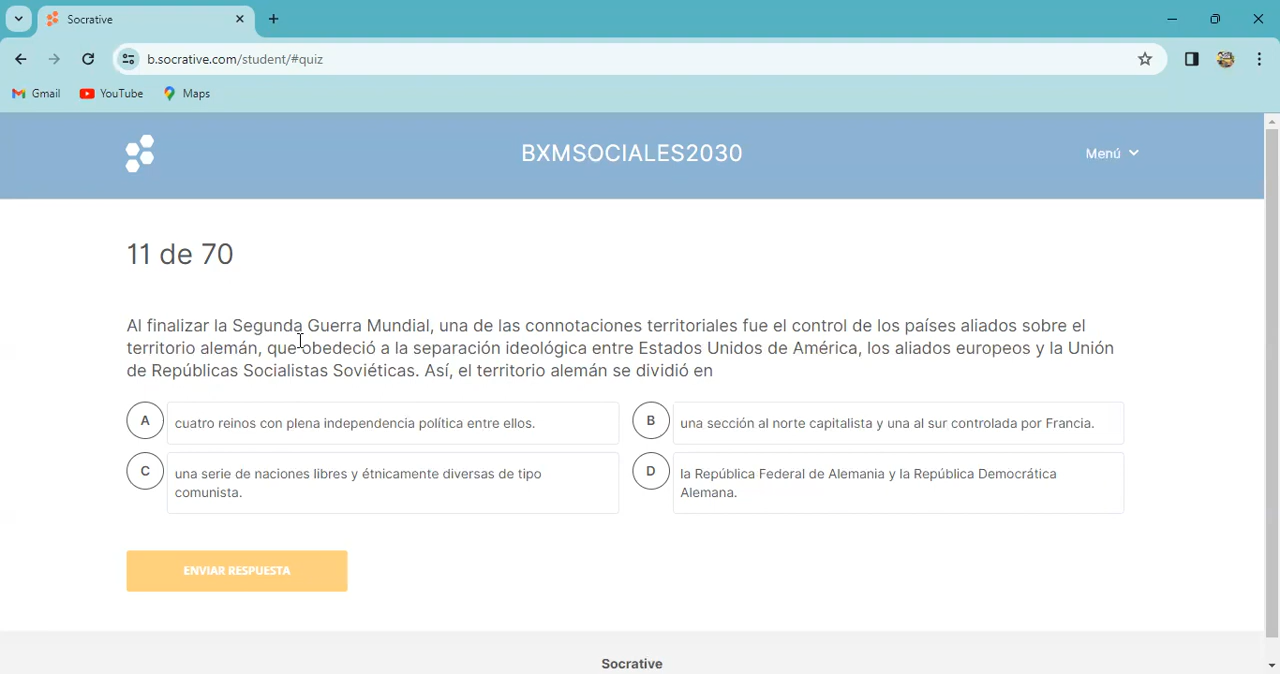 Socrative
b.socrative.com/student/#quiz
Gmail
YouTube
Maps
BXMSOCIALES2030
Menú
11 de 70
Al finalizar la Segunda Guerra Mundial, una de las connotaciones territoriales fue el control de los países aliados sobre el
territorio alemán, que obedeció a la separación ideológica entre Estados Unidos de América, los aliados europeos y la Unión
de Repúblicas Socialistas Soviéticas. Así, el territorio alemán se dividió en
A
cuatro reinos con plena independencia política entre ellos.
B
una sección al norte capitalista y una al sur controlada por Francia.
C
una serie de naciones libres y étnicamente diversas de tipo
comunista.
D
la República Federal de Alemania y la República Democrática
Alemana.
ENVIAR RESPUESTA
Socrative